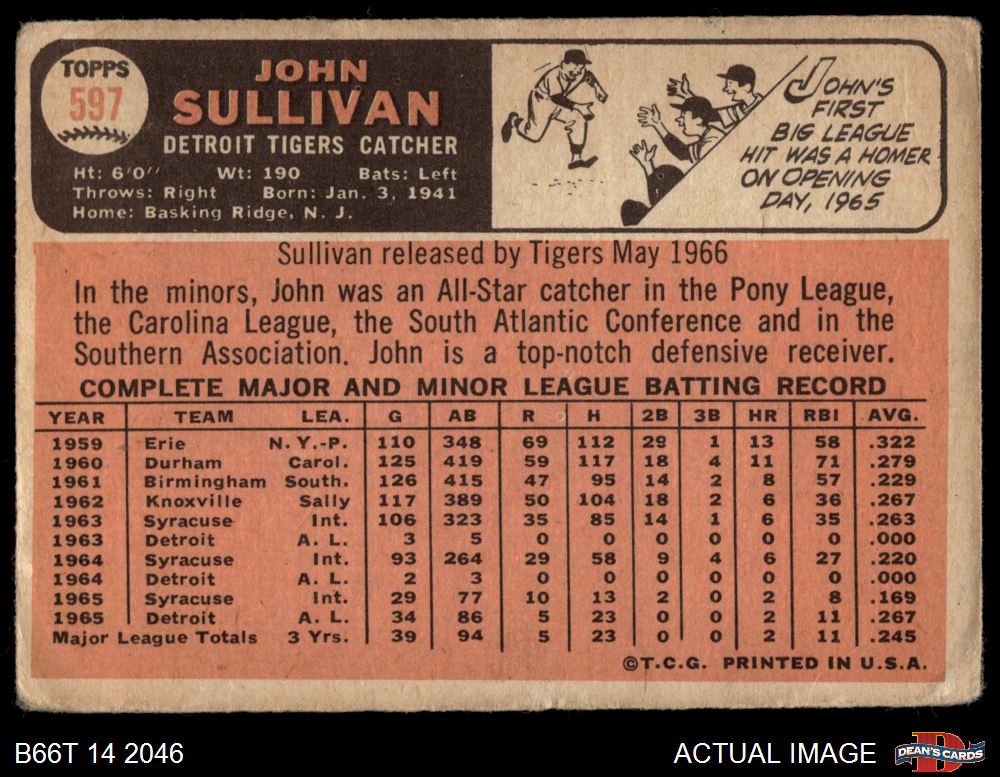 TOPPS
597
JOHN
SULLIVAN
DETROIT TIGERS CATCHER
Ht: 6'0" Wt: 190 Bats: Left
Throws: Right Born: Jan. 3, 1941
Home: Basking Ridge, N. J.
JOHN'S
FIRST
BIG LEAGUE
HIT WAS A HOMER
ON OPENING
DAY, 1965
Sullivan released by Tigers May 1966
In the minors, John was an All-Star catcher in the Pony League,
the Carolina League, the South Atlantic Conference and in the
Southern Association. John is a top-notch defensive receiver.
COMPLETE MAJOR AND MINOR LEAGUE BATTING RECORD
YEAR TEAM LEA. G AB R H 2B 3B HR RBI AVG.
1959 Erie N. Y.-P. 110 348 69 112 29 1 13 58 .322
1960 Durham Carol. 125 419 59 117 18 4 11 71 .279
1961 Birmingham South. 126 415 47 95 14 2 8 57 .229
1962 Knoxville Sally 117 389 50 104 18 2 6 36 .267
1963 Syracuse Int. 106 323 35 85 14 1 6 35 .263
1963 Detroit A. L. 3 5 0 0 0 0 0 0 .000
1964 Syracuse Int. 93 264 29 58 9 4 6 27 .220
1964 Detroit A. L. 2 3 0 0 0 0 0 0 .000
1965 Syracuse Int. 29 77 10 13 2 0 2 8 .169
1965 Detroit A. L. 34 86 5 23 0 0 2 11 .267
Major League Totals 3 Yrs. 39 94 5 23 0 0 2 11 .245
©T.C.G. PRINTED IN U.S.A.
B66T 14 2046
ACTUAL IMAGE
D
DEAN'S CARDS